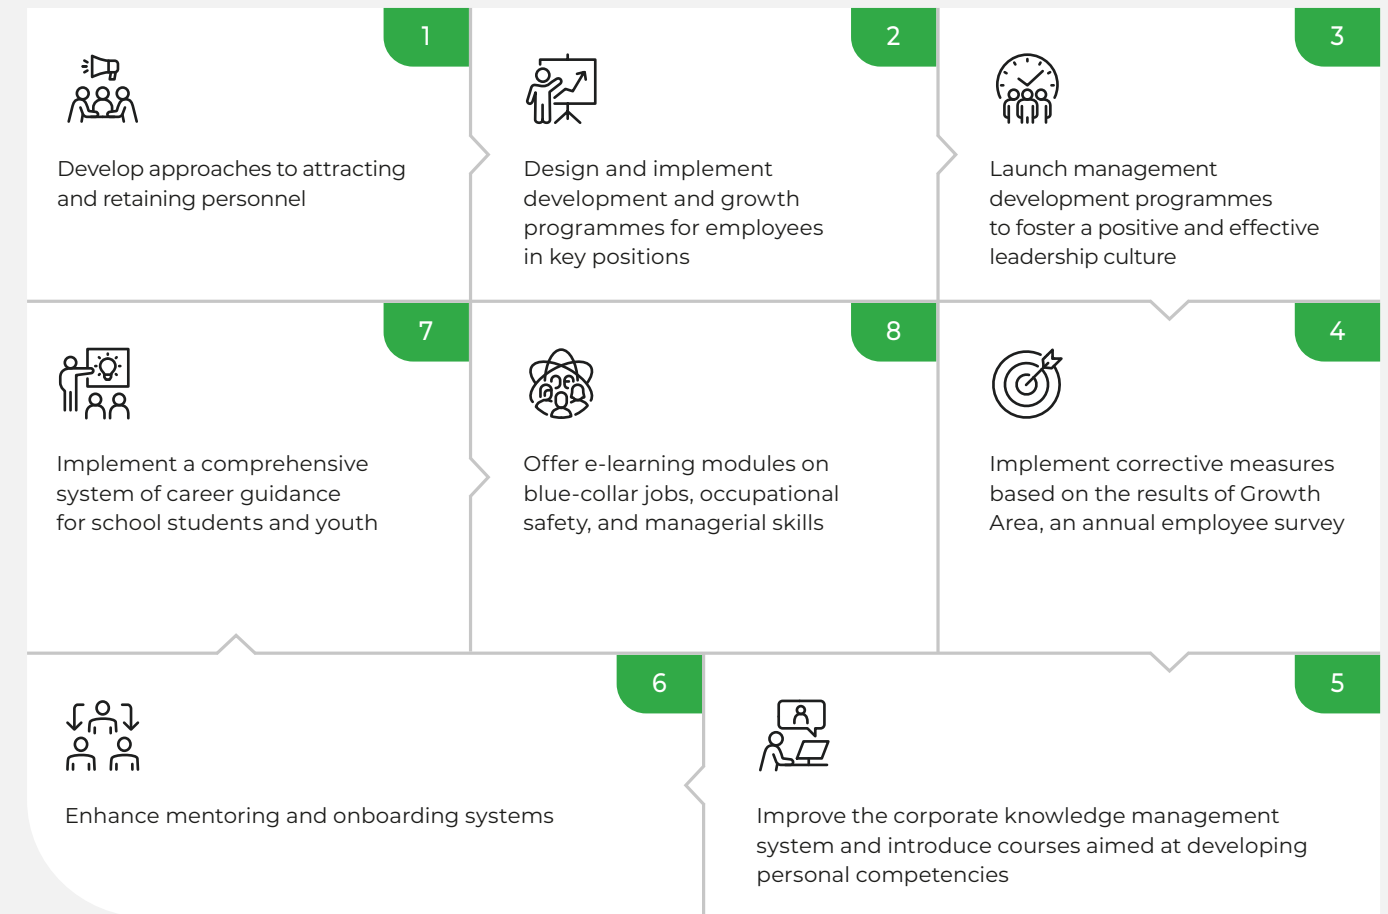 1
Develop approaches to attracting
and retaining personnel
2
Design and implement
development and growth
programmes for employees
in key positions
3
Launch management
development programmes
to foster a positive and effective
leadership culture
4
Implement corrective measures
based on the results of Growth
Area, an annual employee survey
5
Improve the corporate knowledge management
system and introduce courses aimed at developing
personal competencies
6
Enhance mentoring and onboarding systems
7
Implement a comprehensive
system of career guidance
for school students and youth
8
Offer e-learning modules on
blue-collar jobs, occupational
safety, and managerial skills